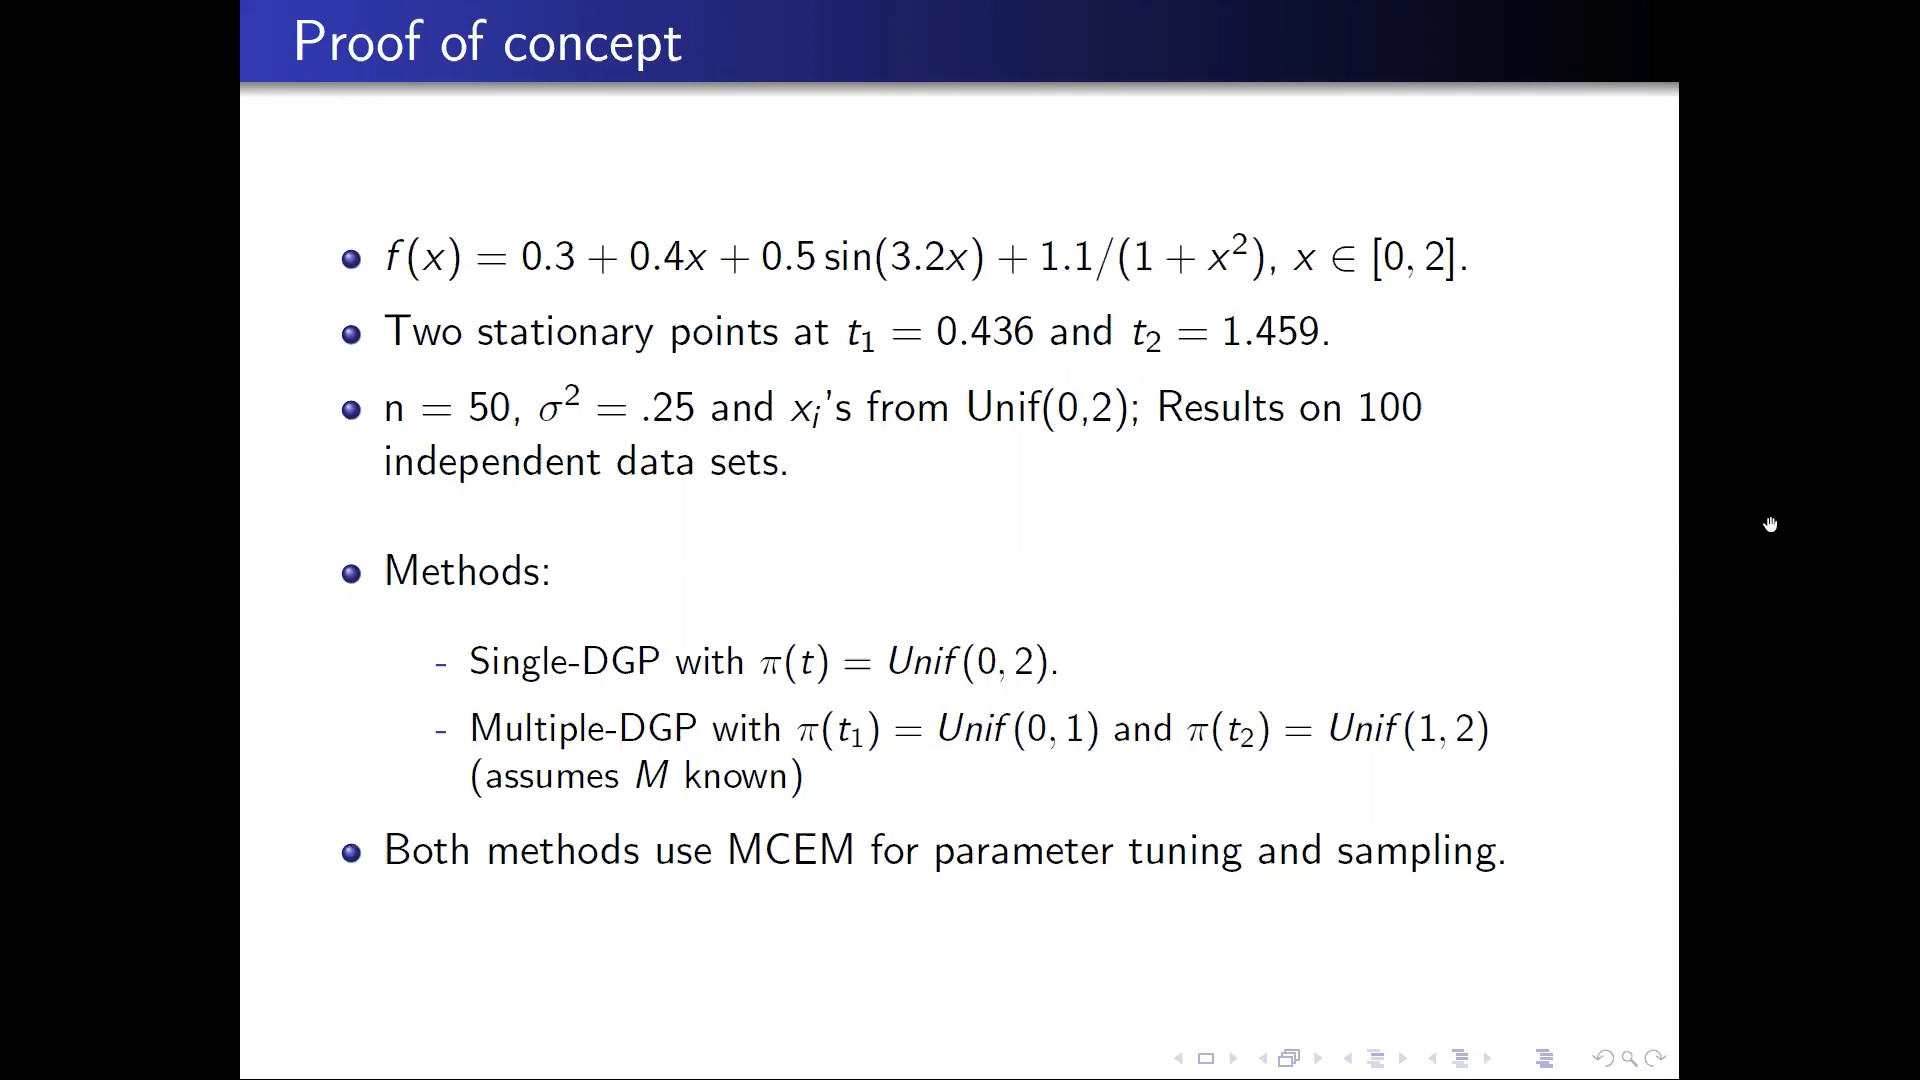 Proof of concept
f(x) = 0.3 + 0.4x + 0.5 sin(3.2x) + 1.1/(1 + x²), x ∈ [0, 2].
Two stationary points at t₁ = 0.436 and t₂ = 1.459.
n = 50, σ² = .25 and xᵢ's from Unif(0,2); Results on 100
independent data sets.
Methods:
- Single-DGP with π(t) = Unif(0, 2).
- Multiple-DGP with π(t₁) = Unif(0, 1) and π(t₂) = Unif(1, 2)
(assumes M known)
Both methods use MCEM for parameter tuning and sampling.